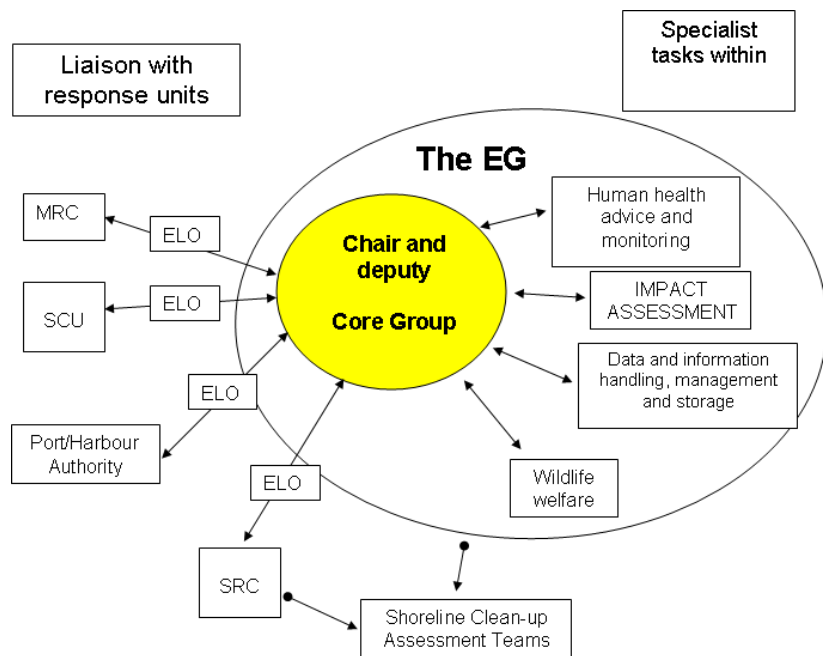 Specialist
tasks within
Liaison with
response units
The EG
Human health
advice and
monitoring
MRC
ELO
Chair and
deputy
Core Group
IMPACT
ASSESSMENT
SCU
ELO
Data and information
handling, management
and storage
ELO
Port/Harbour
Authority
ELO
Wildlife
welfare
SRC
Shoreline Clean-up
Assessment Teams